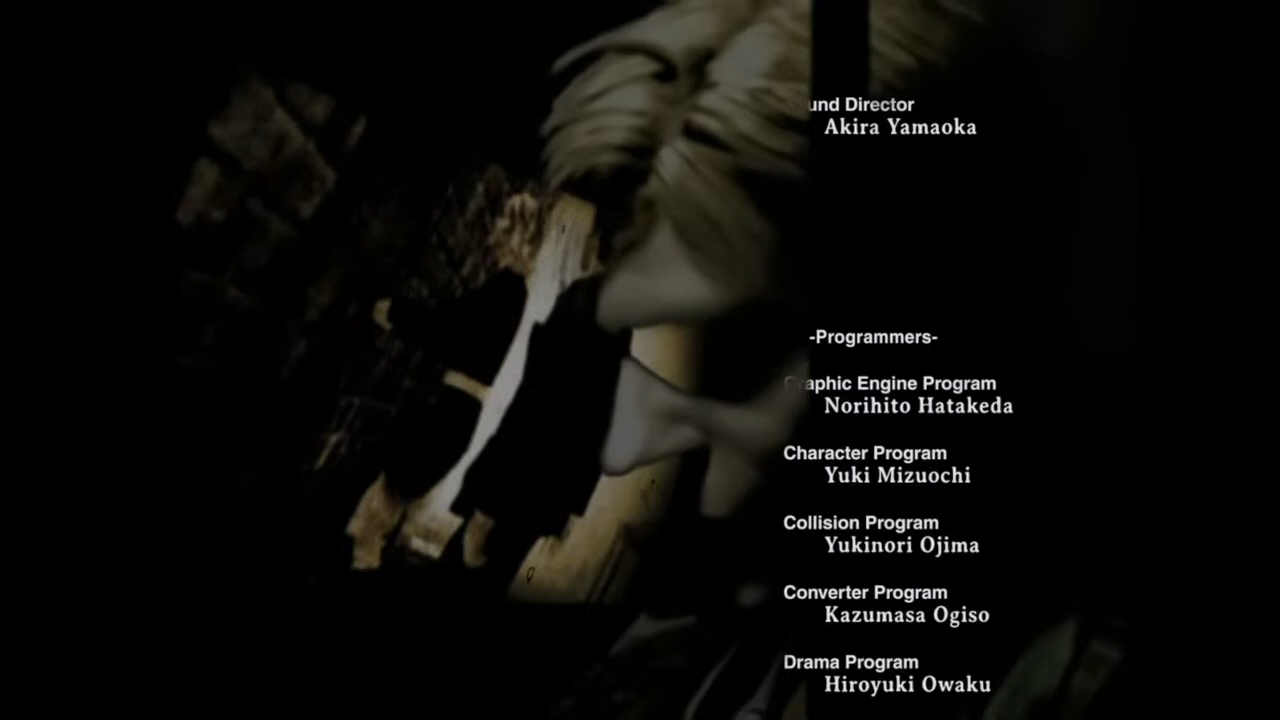 und Director
Akira Yamaoka
-Programmers-
Graphic Engine Program
Norihito Hatakeda
Character Program
Yuki Mizuochi
Collision Program
Yukinori Ojima
Converter Program
Kazumasa Ogiso
Drama Program
Hiroyuki Owaku